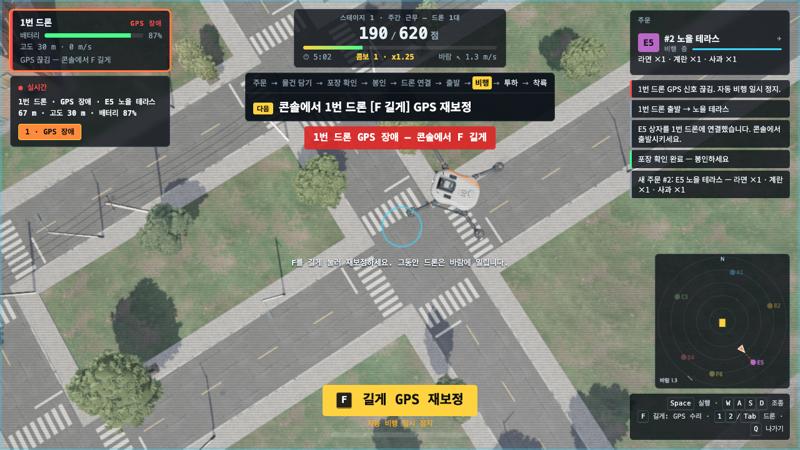 1번 드론 GPS 장애
배터리 87%
고도 30 m · 0 m/s
GPS 끊김 — 콘솔에서 F 길게
실시간
1번 드론 · GPS 장애 · E5 노을 테라스
67 m · 고도 30 m · 배터리 87%
1 · GPS 장애
스테이지 1 · 주간 근무 — 드론 1대
190 / 620점
5:02 콤보 1 · x1.25 바람 ↖ 1.3 m/s
주문 → 물건 담기 → 포장 확인 → 봉인 → 드론 연결 → 출발 → 비행 → 투하 → 착륙
다음 콘솔에서 1번 드론 [F 길게] GPS 재보정
1번 드론 GPS 장애 — 콘솔에서 F 길게
F를 길게 눌러 재보정하세요. 그동안 드론은 바람에 밀립니다.
F 길게 GPS 재보정
자동 비행 일시 정지
주문
E5 #2 노을 테라스
비행 중
라면 ×1 · 계란 ×1 · 사과 ×1
1번 드론 GPS 신호 끊김. 자동 비행 일시 정지.
1번 드론 출발 → 노을 테라스
E5 상자를 1번 드론에 연결했습니다. 콘솔에서
출발시키세요.
포장 확인 완료 — 봉인하세요
새 주문 #2: E5 노을 테라스 — 라면 ×1 · 계란
×1 · 사과 ×1
N
A1
C3
B2
E5
바람 1.3
Space 실행 · W A S D 조종
F 길게: GPS 수리 · 1 2 / Tab 드론 ·
Q 나가기